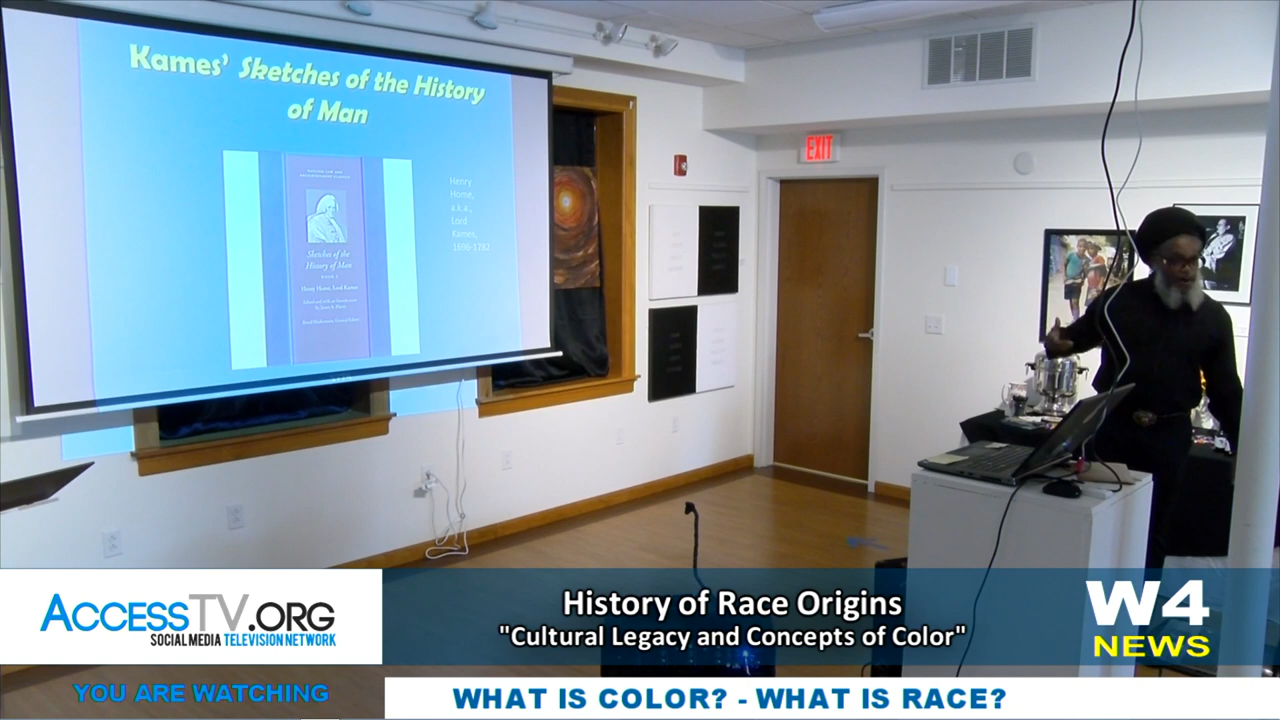 Kames' Sketches of the History
of Man
Henry
Home,
a.k.a.,
Lord
Kames,
1696-1782
Sketches of the
History of Man
Henry Home, Lord Kames
EXIT
ACCESSTV.ORG
SOCIAL MEDIA TELEVISION NETWORK
History of Race Origins
"Cultural Legacy and Concepts of Color"
W4
NEWS
YOU ARE WATCHING
WHAT IS COLOR? - WHAT IS RACE?